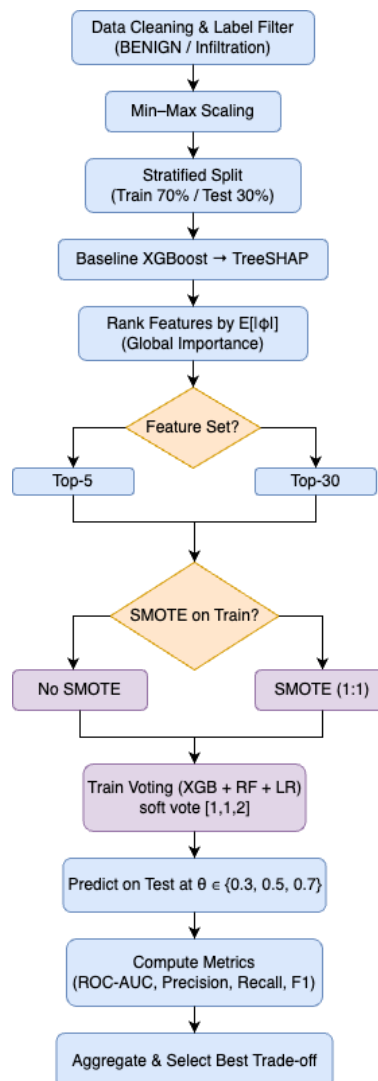 Data Cleaning & Label Filter
(BENIGN / Infiltration)
Min–Max Scaling
Stratified Split
(Train 70% / Test 30%)
Baseline XGBoost → TreeSHAP
Rank Features by E[|ϕ|]
(Global Importance)
Feature Set?
Top-5
Top-30
SMOTE on Train?
No SMOTE
SMOTE (1:1)
Train Voting (XGB + RF + LR)
soft vote [1,1,2]
Predict on Test at θ ∈ {0.3, 0.5, 0.7}
Compute Metrics
(ROC-AUC, Precision, Recall, F1)
Aggregate & Select Best Trade-off